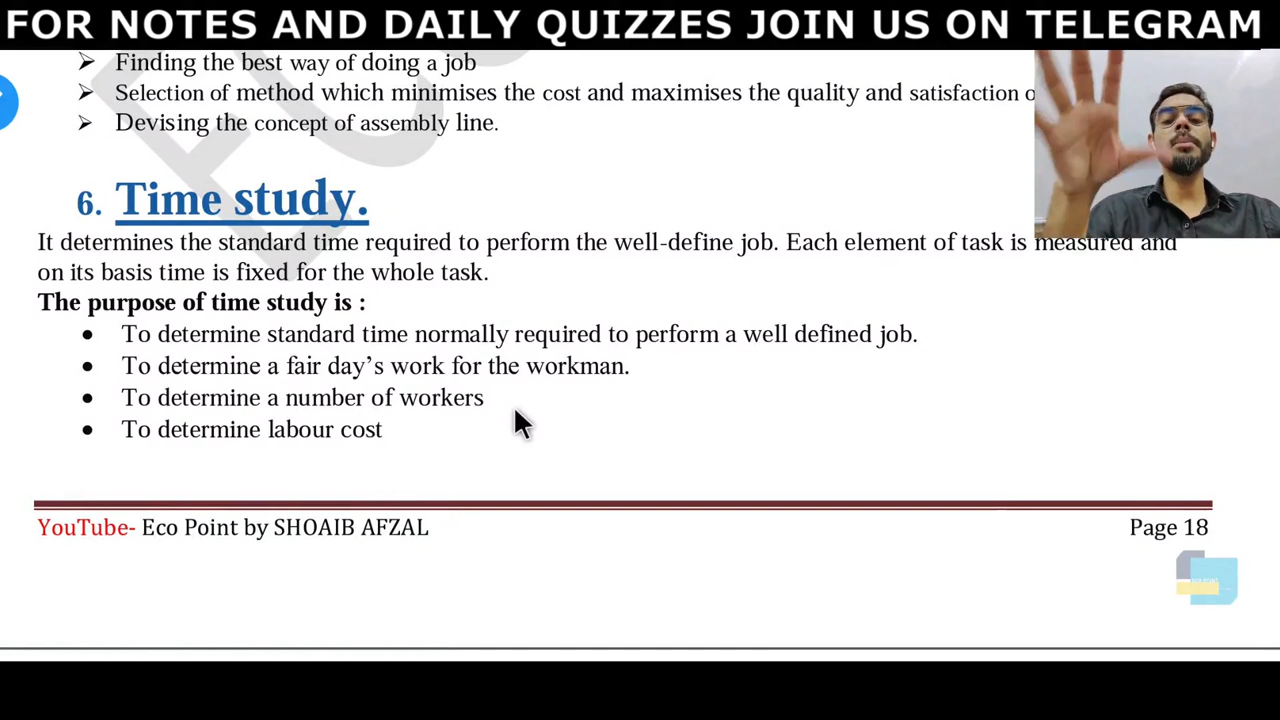 FOR NOTES AND DAILY QUIZZES JOIN US ON TELEGRAM
➢ Finding the best way of doing a job
➢ Selection of method which minimises the cost and maximises the quality and satisfaction o
➢ Devising the concept of assembly line.
6. Time study.
It determines the standard time required to perform the well-define job. Each element of task is measured and
on its basis time is fixed for the whole task.
The purpose of time study is :
• To determine standard time normally required to perform a well defined job.
• To determine a fair day’s work for the workman.
• To determine a number of workers
• To determine labour cost
YouTube- Eco Point by SHOAIB AFZAL
Page 18